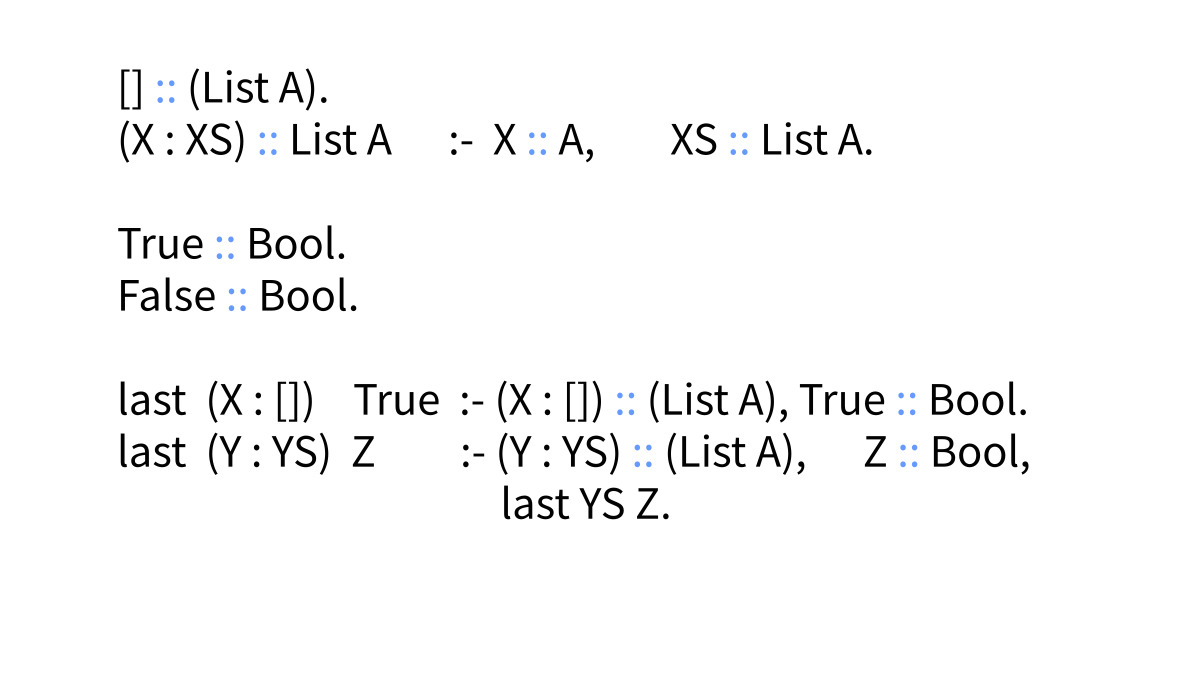 [] :: (List A).
(X : XS) :: List A :- X :: A, XS :: List A.
True :: Bool.
False :: Bool.
last (X : []) True :- (X : []) :: (List A), True :: Bool.
last (Y : YS) Z :- (Y : YS) :: (List A), Z :: Bool,
last YS Z.